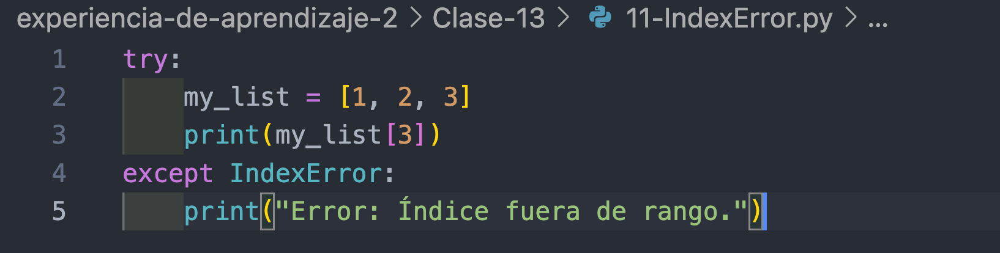 experiencia-de-aprendizaje-2 > Clase-13 > 11-IndexError.py > ...
1 try:
2     my_list = [1, 2, 3]
3     print(my_list[3])
4 except IndexError:
5     print("Error: Índice fuera de rango.")